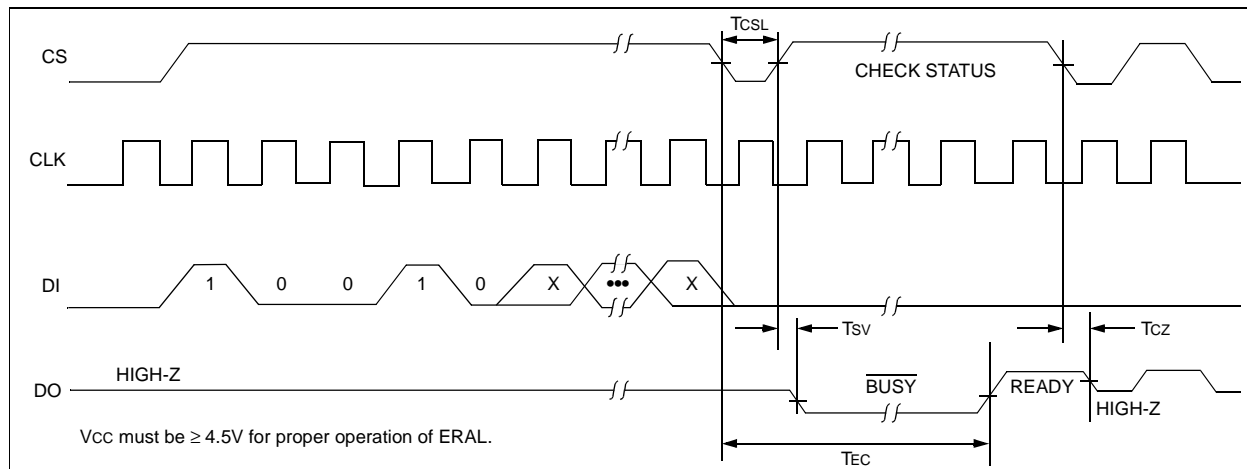 TCSL
CS
CHECK STATUS
CLK
DI
1 0 0 1 0 X ••• X
TSV
TCZ
HIGH-Z
DO
BUSY
READY
HIGH-Z
VCC must be ≥ 4.5V for proper operation of ERAL.
TEC